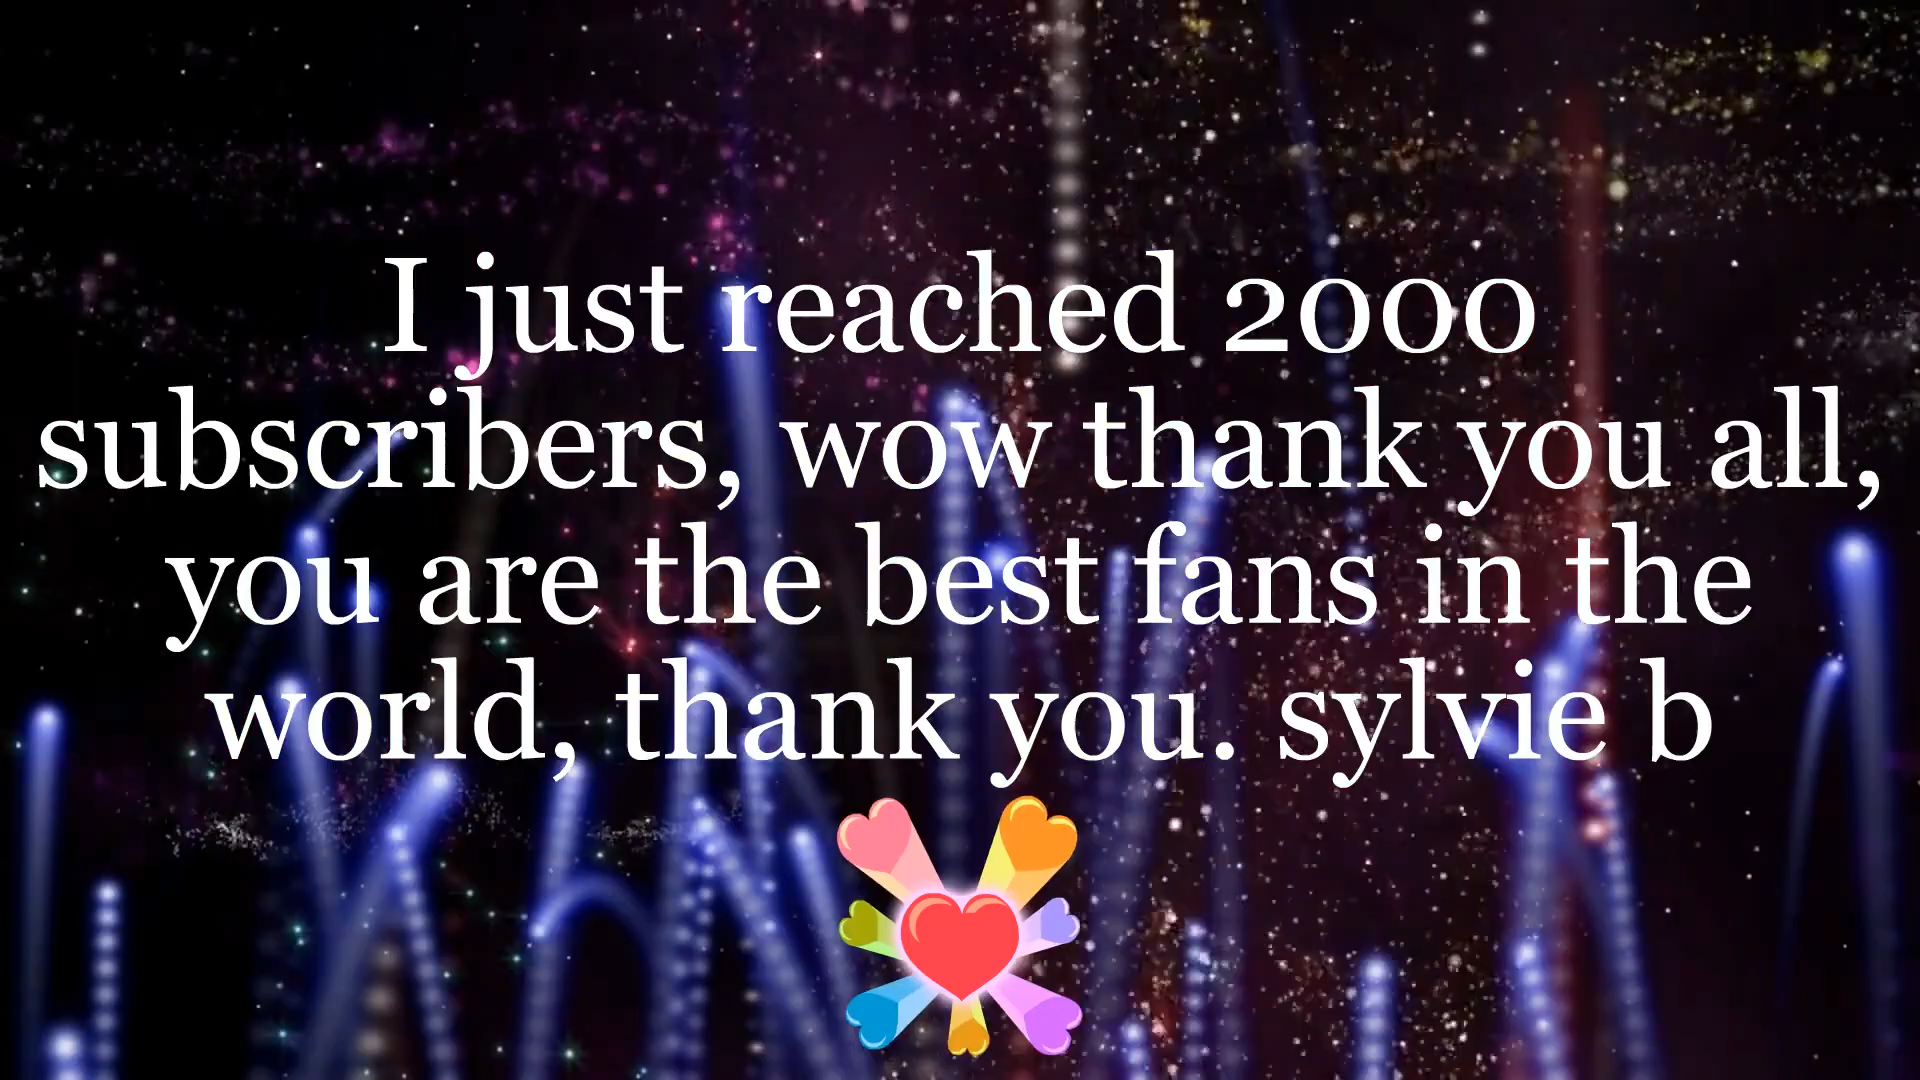 I just reached 2000
subscribers, wow thank you all,
you are the best fans in the
world, thank you. sylvie b